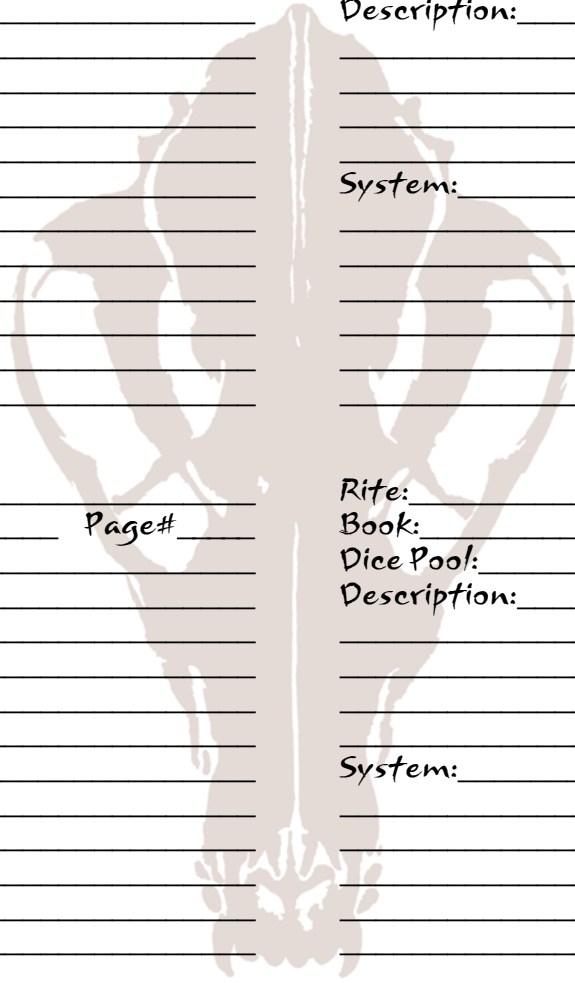 Description:
System:
Page#
Rite:
Book:
Dice Pool:
Description:
System: